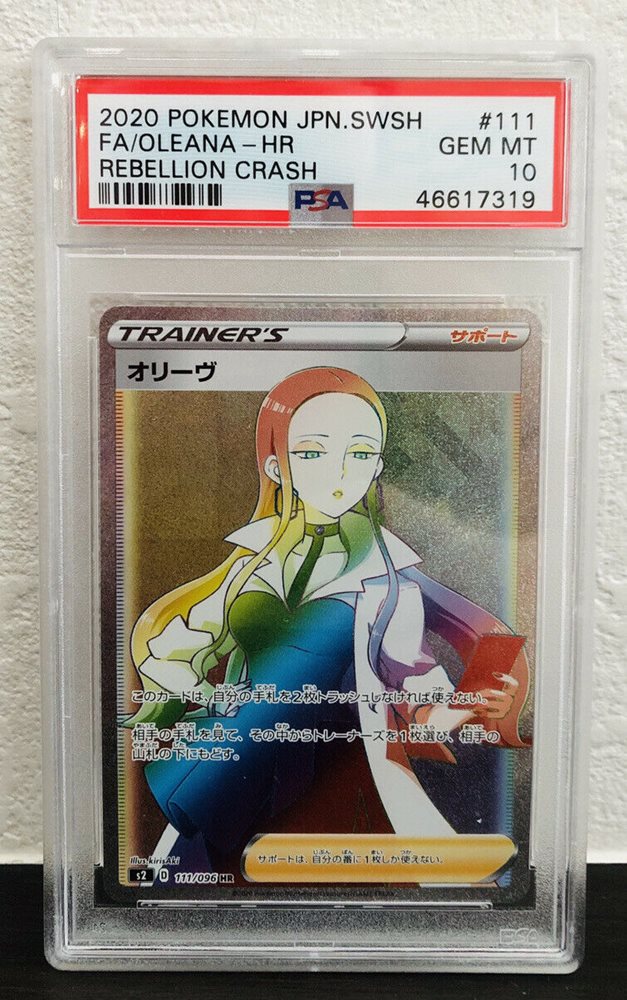 2020 POKEMON JPN.SWSH #111
FA/OLEANA-HR GEM MT
REBELLION CRASH 10
PSA 46617319
TRAINER'S サポート
オリーヴ
このカードは、自分の手札を2枚トラッシュしなければ使えない。
相手の手札を見て、その中からトレーナーズを1枚選び、相手の
山札の下にもどす。
サポートは、自分の番に1枚しか使えない。
Illus.kirisAki
s2 D 111/096 HR